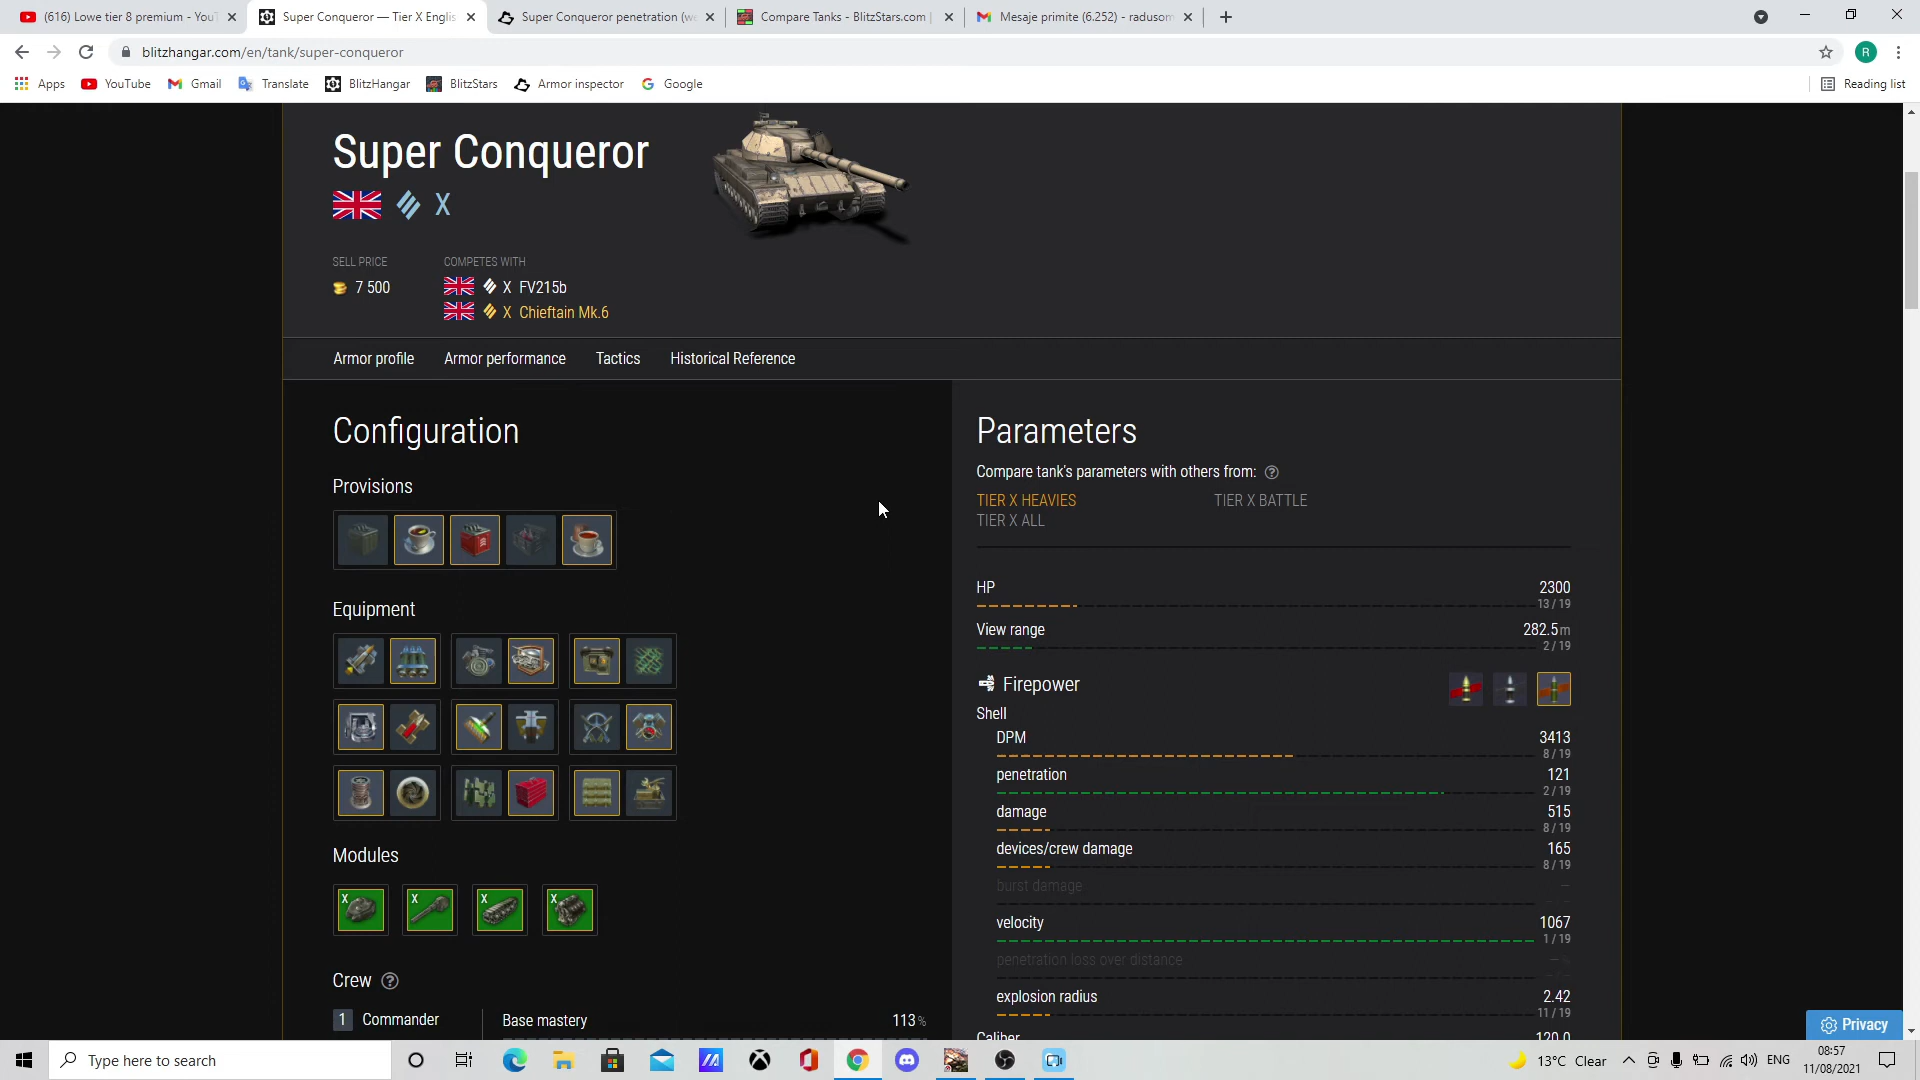 (616) Lowe tier 8 premium - YouT
Super Conqueror — Tier X Englis
Super Conqueror penetration (we
Compare Tanks - BlitzStars.com |
Mesaje primite (6.252) - radusom
blitzhangar.com/en/tank/super-conqueror
R
Apps YouTube Gmail Translate BlitzHangar BlitzStars Armor inspector Google Reading list
Super Conqueror
X
SELL PRICE COMPETES WITH
7 500 X FV215b
X Chieftain Mk.6
Armor profile Armor performance Tactics Historical Reference
Configuration
Provisions
Equipment
Modules
X X X X
Crew ?
1 Commander Base mastery 113%
Parameters
Compare tank's parameters with others from: ?
TIER X HEAVIES TIER X BATTLE
TIER X ALL
HP 2300
13 / 19
View range 282.5m
2 / 19
Firepower
Shell
DPM 3413
8 / 19
penetration 121
2 / 19
damage 515
8 / 19
devices/crew damage 165
8 / 19
burst damage
velocity 1067
1 / 19
penetration loss over distance
explosion radius 2.42
11 / 19
Caliber 120.0
Privacy
Type here to search
13°C Clear ENG 08:57
11/08/2021